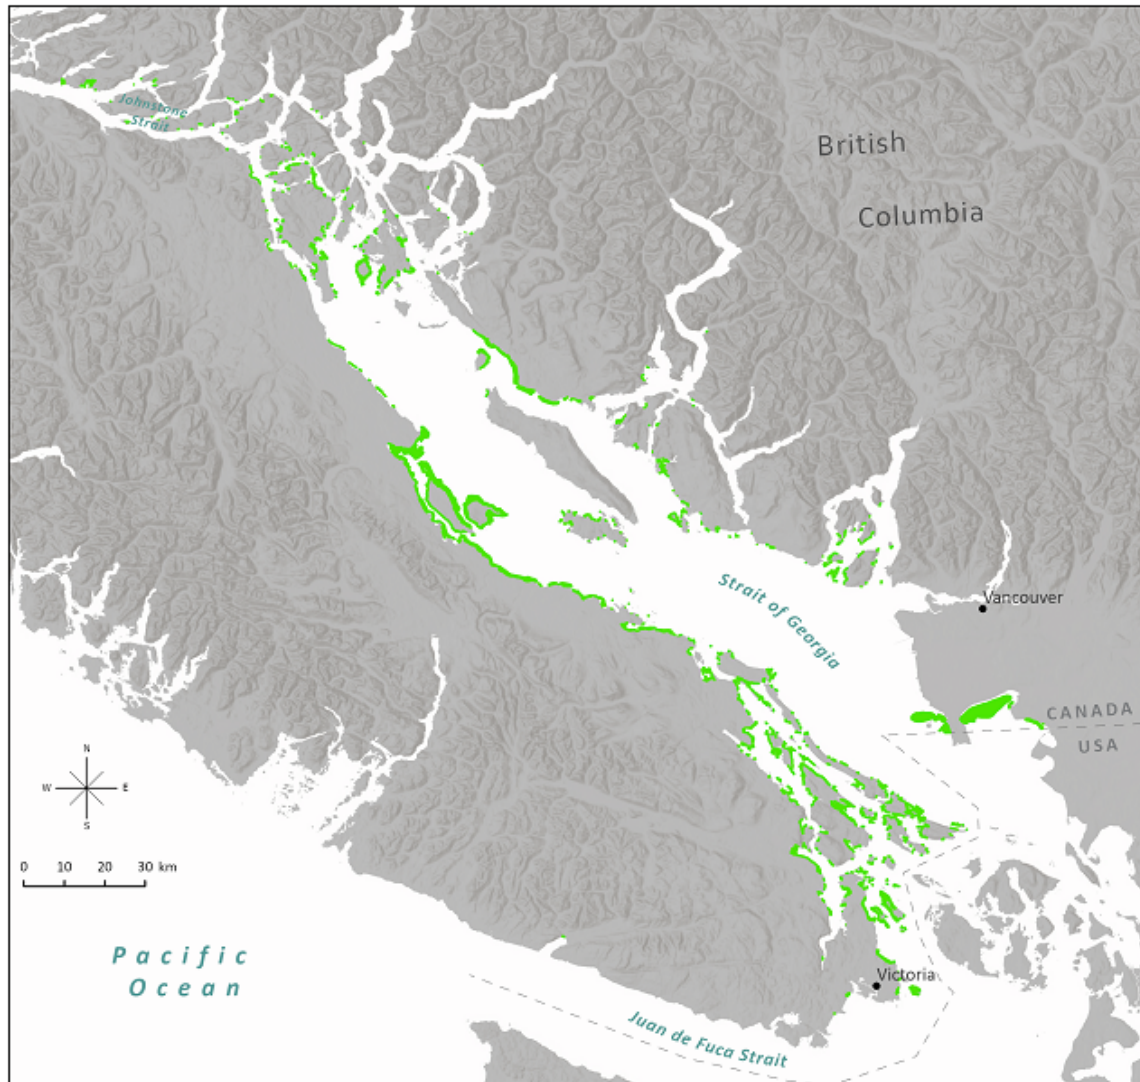 Johnstone
Strait
British
Columbia
Strait of Georgia
Vancouver
CANADA
USA
N
W E
S
0 10 20 30 km
Pacific
Ocean
Victoria
Juan de Fuca Strait